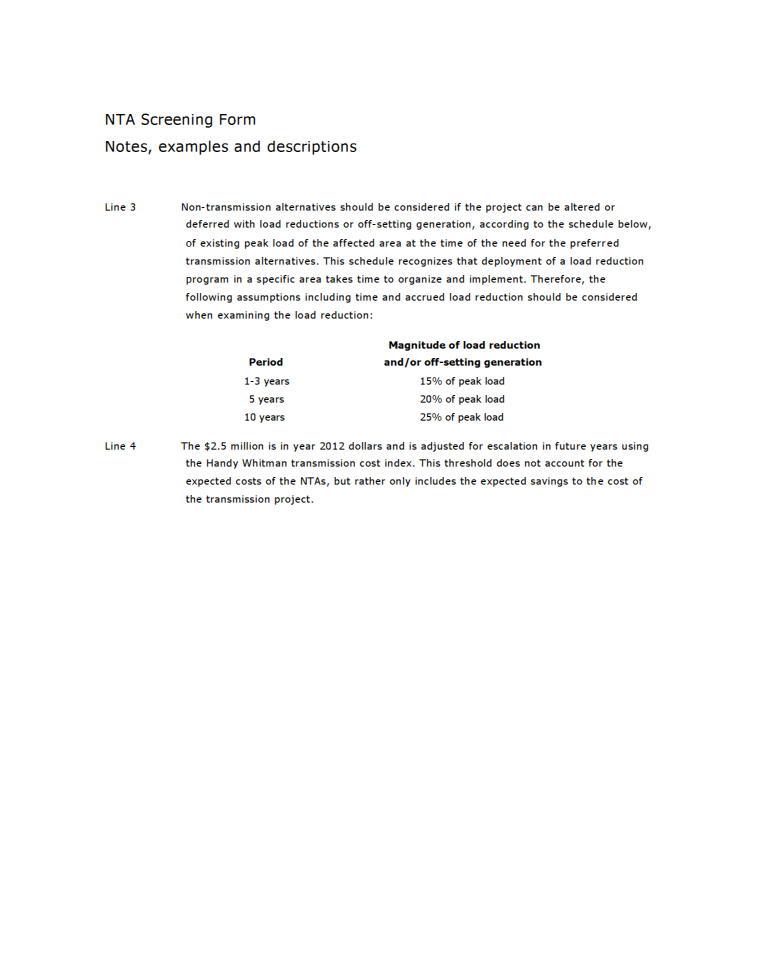 NTA Screening Form
Notes, examples and descriptions
Line 3 Non-transmission alternatives should be considered if the project can be altered or
deferred with load reductions or off-setting generation, according to the schedule below,
of existing peak load of the affected area at the time of the need for the preferred
transmission alternatives. This schedule recognizes that deployment of a load reduction
program in a specific area takes time to organize and implement. Therefore, the
following assumptions including time and accrued load reduction should be considered
when examining the load reduction:
Magnitude of load reduction
Period and/or off-setting generation
1-3 years 15% of peak load
5 years 20% of peak load
10 years 25% of peak load
Line 4 The $2.5 million is in year 2012 dollars and is adjusted for escalation in future years using
the Handy Whitman transmission cost index. This threshold does not account for the
expected costs of the NTAs, but rather only includes the expected savings to the cost of
the transmission project.